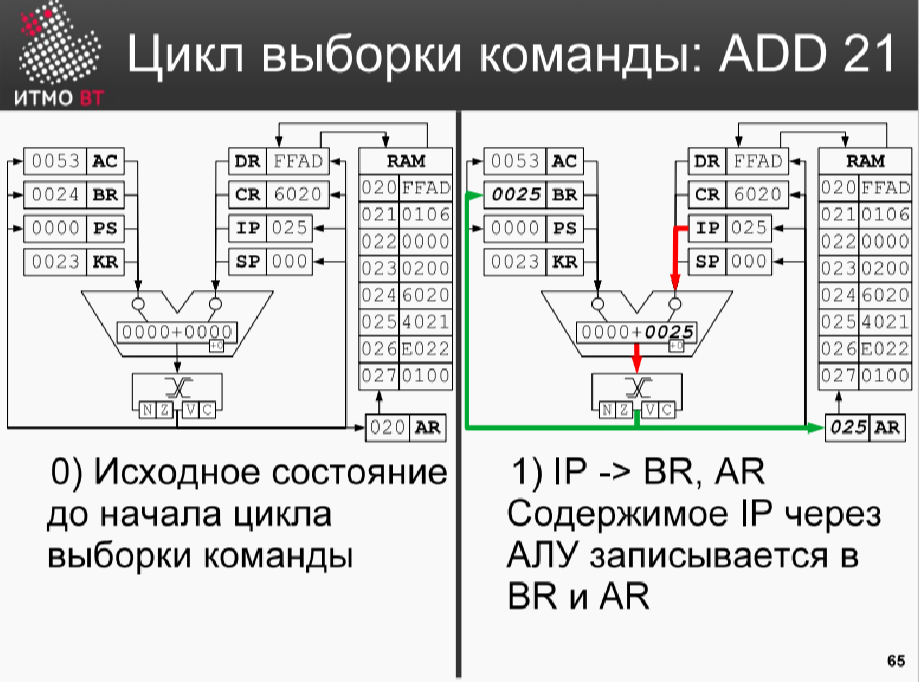 Цикл выборки команды: ADD 21
ИТМО ВТ
0053 AC
0024 BR
0000 PS
0023 KR
DR FFAD
CR 6020
IP 025
SP 000
RAM
020 FFAD
021 0106
022 0000
023 0200
024 6020
025 4021
026 E022
027 0100
0000+0000
+0
N Z V C
020 AR
0) Исходное состояние
до начала цикла
выборки команды
0053 AC
0025 BR
0000 PS
0023 KR
DR FFAD
CR 6020
IP 025
SP 000
RAM
020 FFAD
021 0106
022 0000
023 0200
024 6020
025 4021
026 E022
027 0100
0000+0025
+0
N Z V C
025 AR
1) IP -> BR, AR
Содержимое IP через
АЛУ записывается в
BR и AR
65